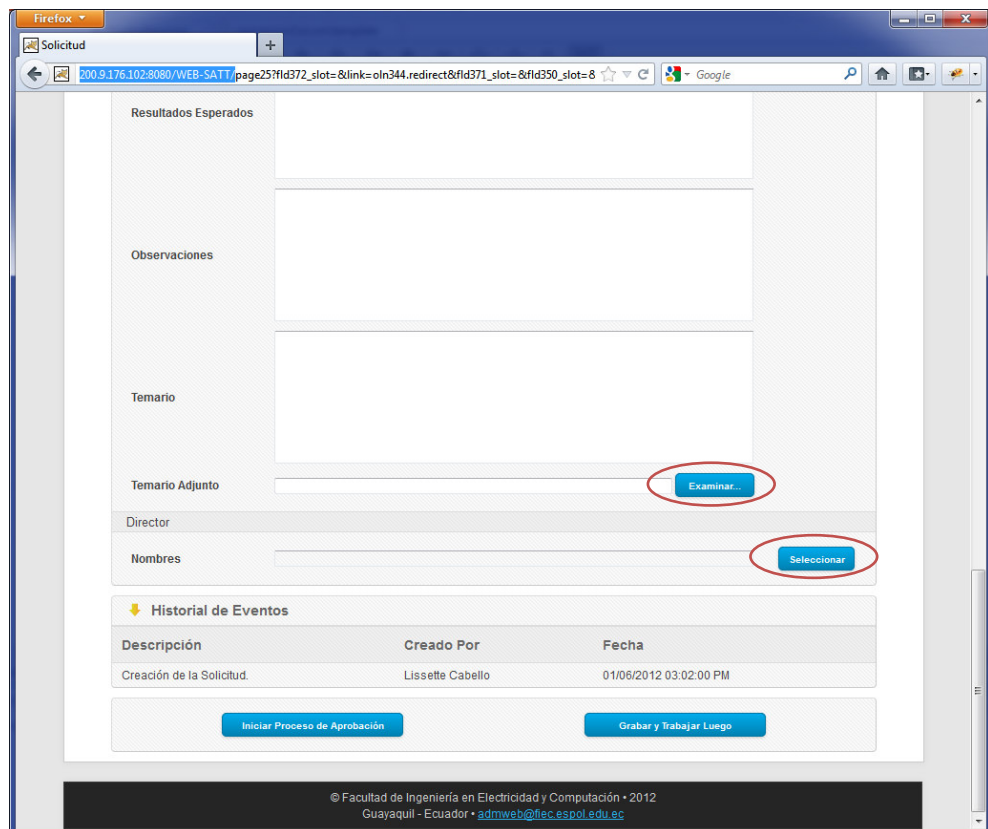 Firefox
Solicitud
200.9.176.102:8080/WEB-SATT/page25?fld372_slot=&link=oln344.redirect&fld371_slot=&fld350_slot=8
Google
Resultados Esperados
Observaciones
Temario
Temario Adjunto
Examinar...
Director
Nombres
Seleccionar
Historial de Eventos
Descripción Creado Por Fecha
Creación de la Solicitud. Lissette Cabello 01/06/2012 03:02:00 PM
Iniciar Proceso de Aprobación Grabar y Trabajar Luego
© Facultad de Ingeniería en Electricidad y Computación • 2012
Guayaquil - Ecuador • admweb@fiec.espol.edu.ec